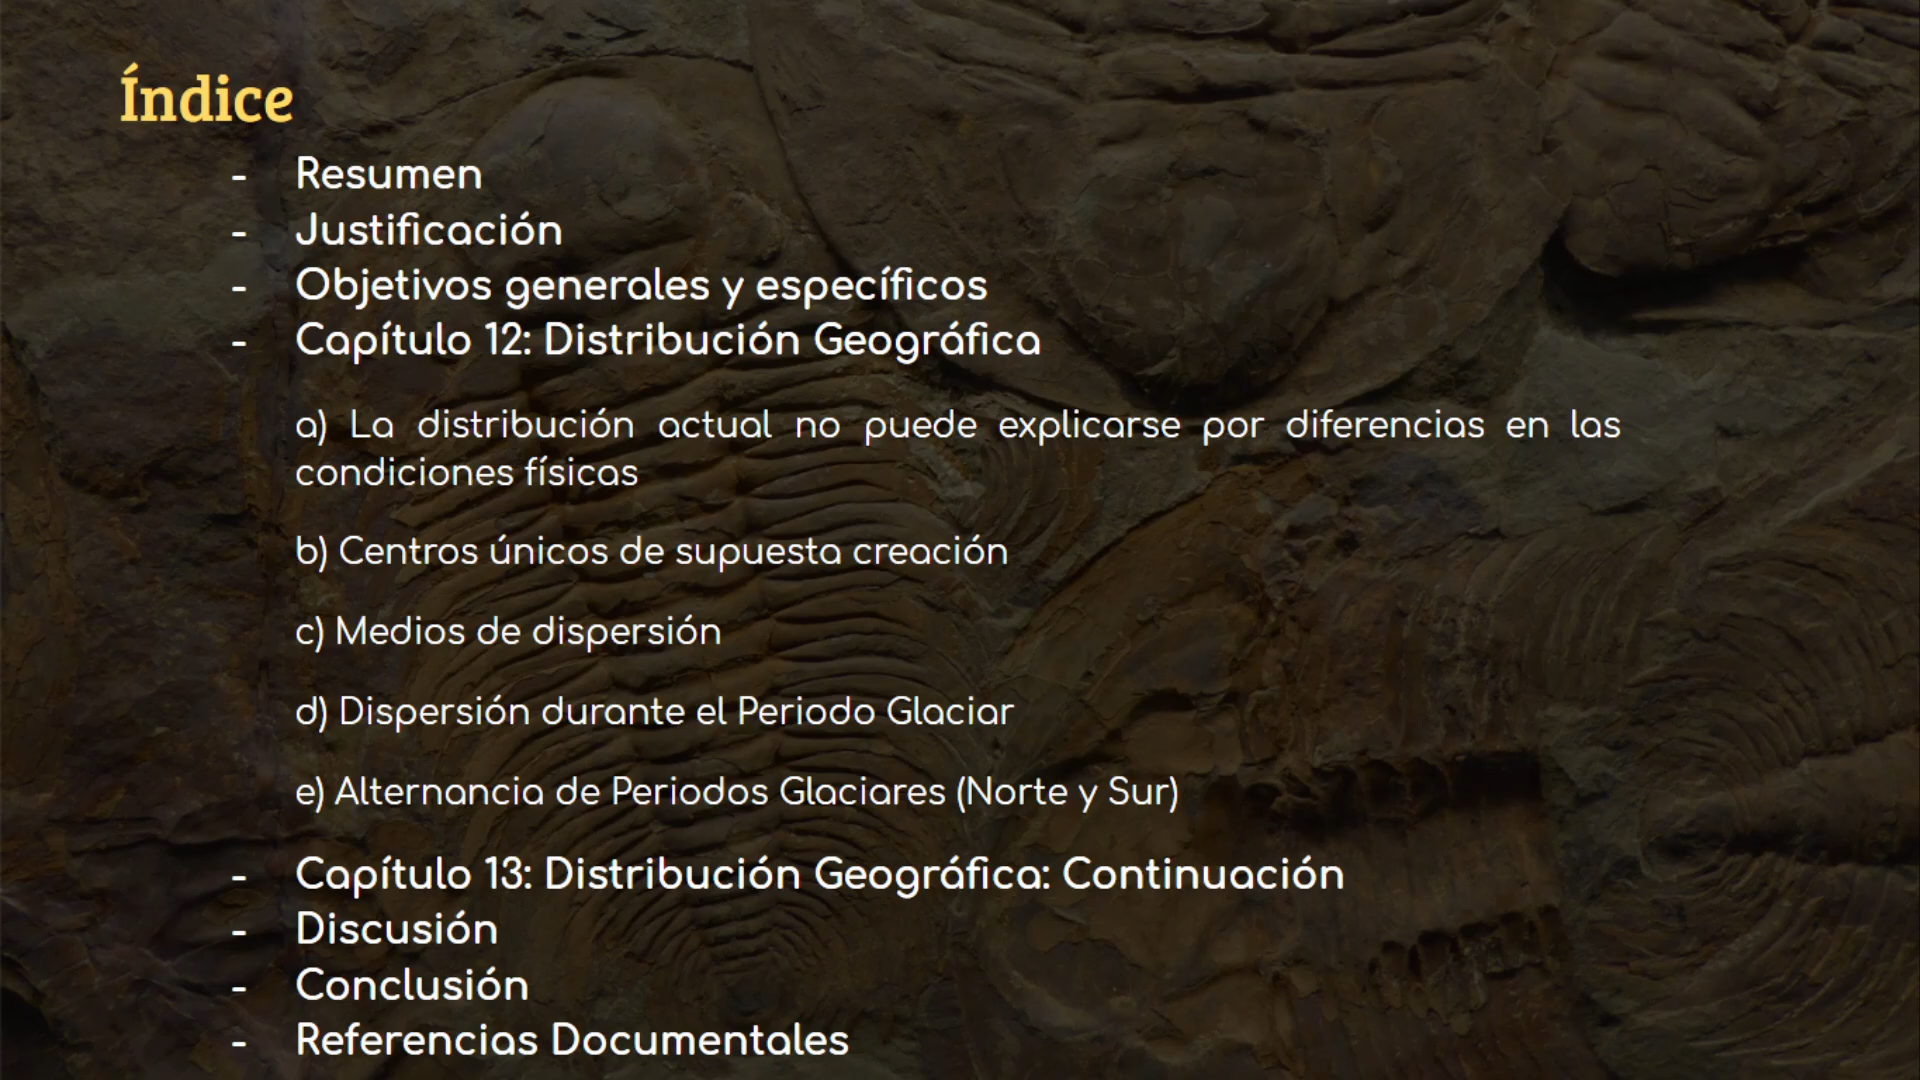 Índice
- Resumen
- Justificación
- Objetivos generales y específicos
- Capítulo 12: Distribución Geográfica
a) La distribución actual no puede explicarse por diferencias en las
condiciones físicas
b) Centros únicos de supuesta creación
c) Medios de dispersión
d) Dispersión durante el Periodo Glaciar
e) Alternancia de Periodos Glaciares (Norte y Sur)
- Capítulo 13: Distribución Geográfica: Continuación
- Discusión
- Conclusión
- Referencias Documentales